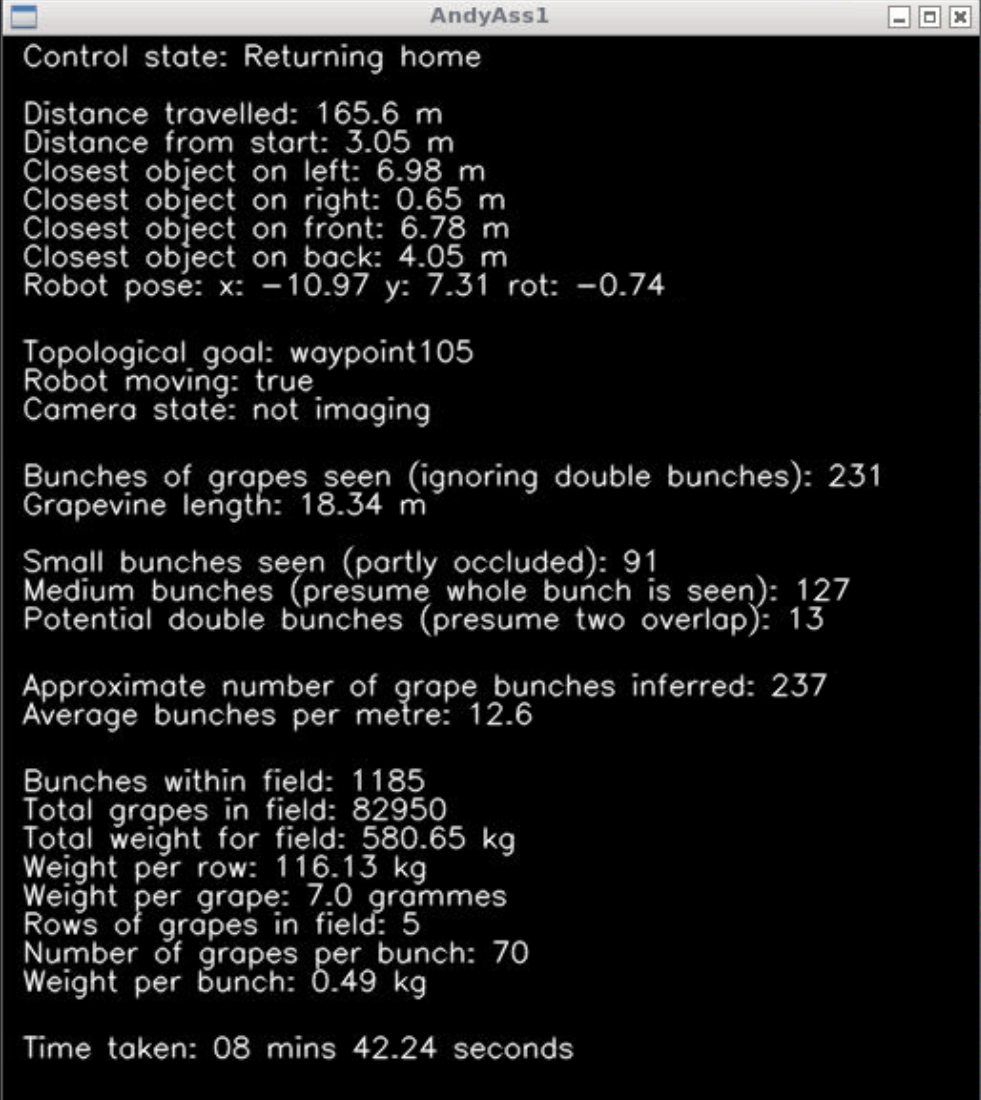 AndyAss1
Control state: Returning home
Distance travelled: 165.6 m
Distance from start: 3.05 m
Closest object on left: 6.98 m
Closest object on right: 0.65 m
Closest object on front: 6.78 m
Closest object on back: 4.05 m
Robot pose: x: −10.97 y: 7.31 rot: −0.74
Topological goal: waypoint105
Robot moving: true
Camera state: not imaging
Bunches of grapes seen (ignoring double bunches): 231
Grapevine length: 18.34 m
Small bunches seen (partly occluded): 91
Medium bunches (presume whole bunch is seen): 127
Potential double bunches (presume two overlap): 13
Approximate number of grape bunches inferred: 237
Average bunches per metre: 12.6
Bunches within field: 1185
Total grapes in field: 82950
Total weight for field: 580.65 kg
Weight per row: 116.13 kg
Weight per grape: 7.0 grammes
Rows of grapes in field: 5
Number of grapes per bunch: 70
Weight per bunch: 0.49 kg
Time taken: 08 mins 42.24 seconds